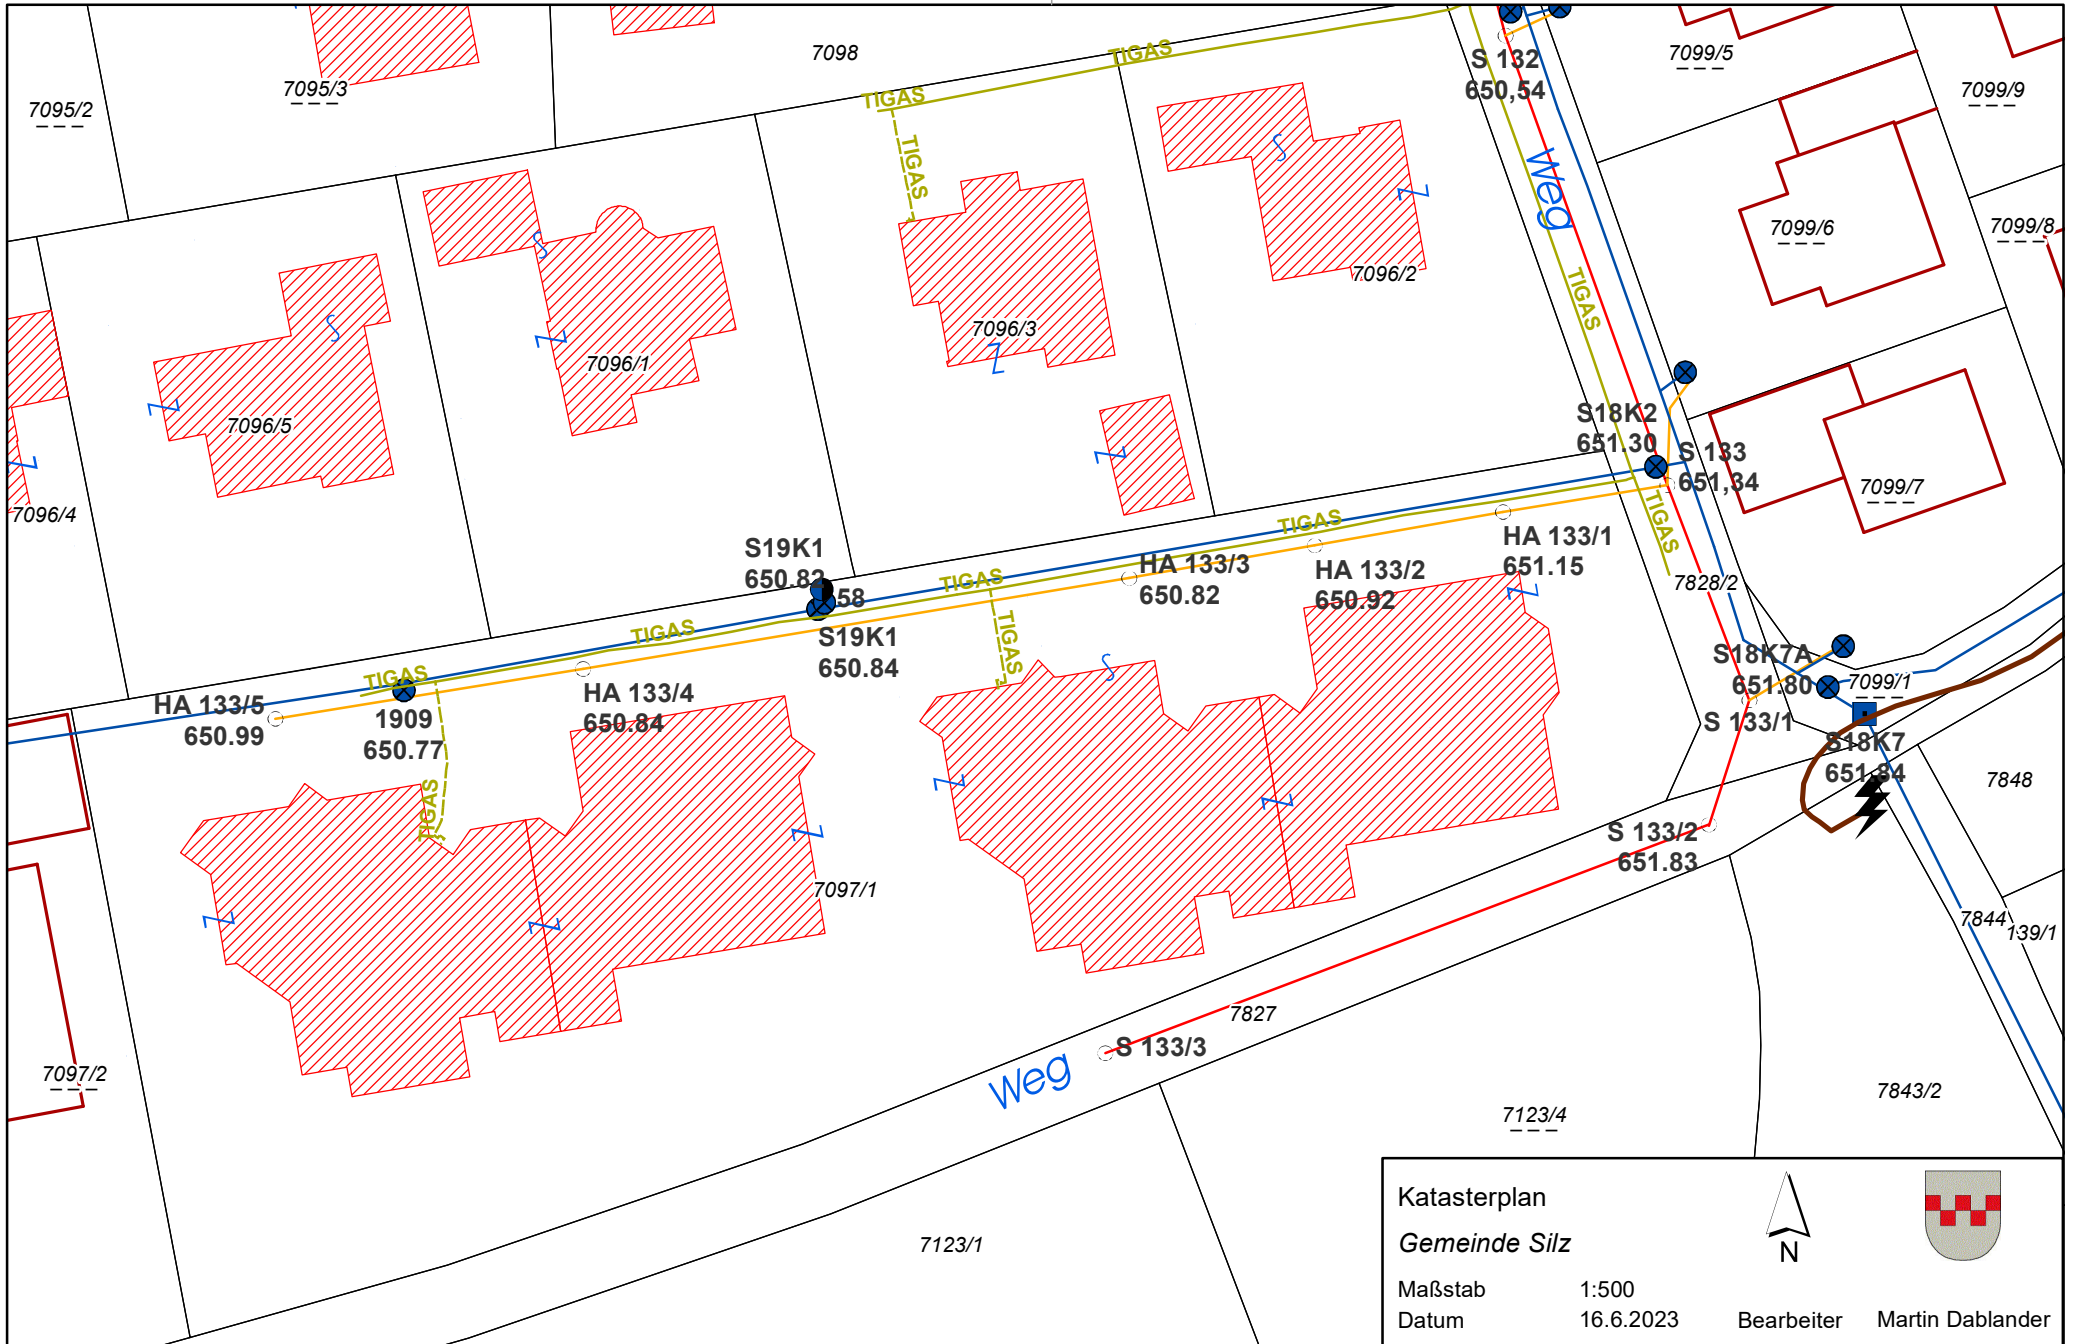 7098
7099/5
7095/2
7095/3
7099/9
TIGAS
TIGAS
TIGAS
S 132
650,54
Weg
7099/6
7099/8
7096/2
TIGAS
7096/3
7096/1
7096/5
7096/4
S18K2
651.30
S 133
651,34
7099/7
TIGAS
TIGAS
HA 133/1
651.15
HA 133/2
650.92
HA 133/3
650.82
S19K1
650.82
58
S19K1
650.84
TIGAS
TIGAS
TIGAS
TIGAS
7828/2
S18K7A
651.80
7099/1
S 133/1
HA 133/5
650.99
1909
650.77
HA 133/4
650.84
TIGAS
S18K7
651.84
7848
S 133/2
651.83
7097/1
7844
139/1
7827
S 133/3
Weg
7097/2
7843/2
7123/4
7123/1
Katasterplan
Gemeinde Silz
N
Maßstab 1:500
Datum 16.6.2023 Bearbeiter Martin Dablander